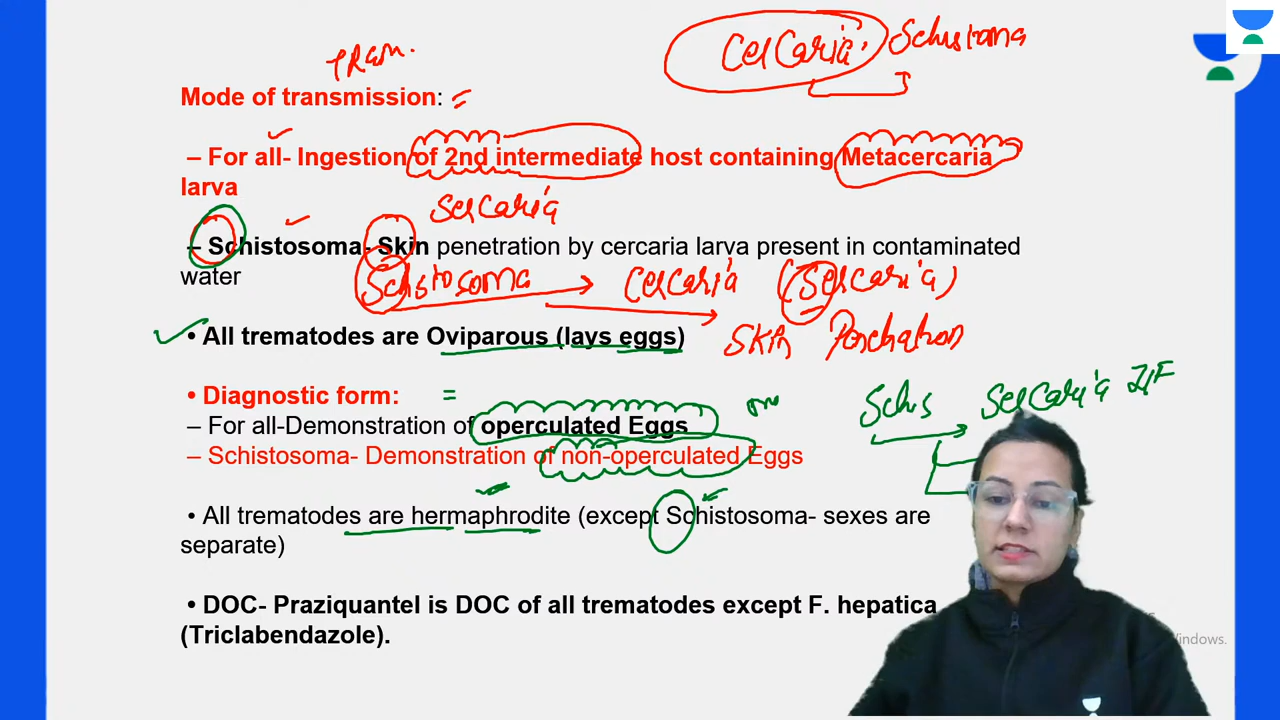 Cercaria, Schistoma
TREM.
Mode of transmission: =
– For all- Ingestion of 2nd intermediate host containing Metacercaria
larva
Sercaria
– Schistosoma- Skin penetration by cercaria larva present in contaminated
water
Schistosoma → Cercaria (Sercaria)
• All trematodes are Oviparous (lays eggs)
Skin Penetration
• Diagnostic form: =
Schis Sercaria I/F
– For all-Demonstration of operculated Eggs
– Schistosoma- Demonstration of non-operculated Eggs
• All trematodes are hermaphrodite (except Schistosoma- sexes are
separate)
• DOC- Praziquantel is DOC of all trematodes except F. hepatica
(Triclabendazole).